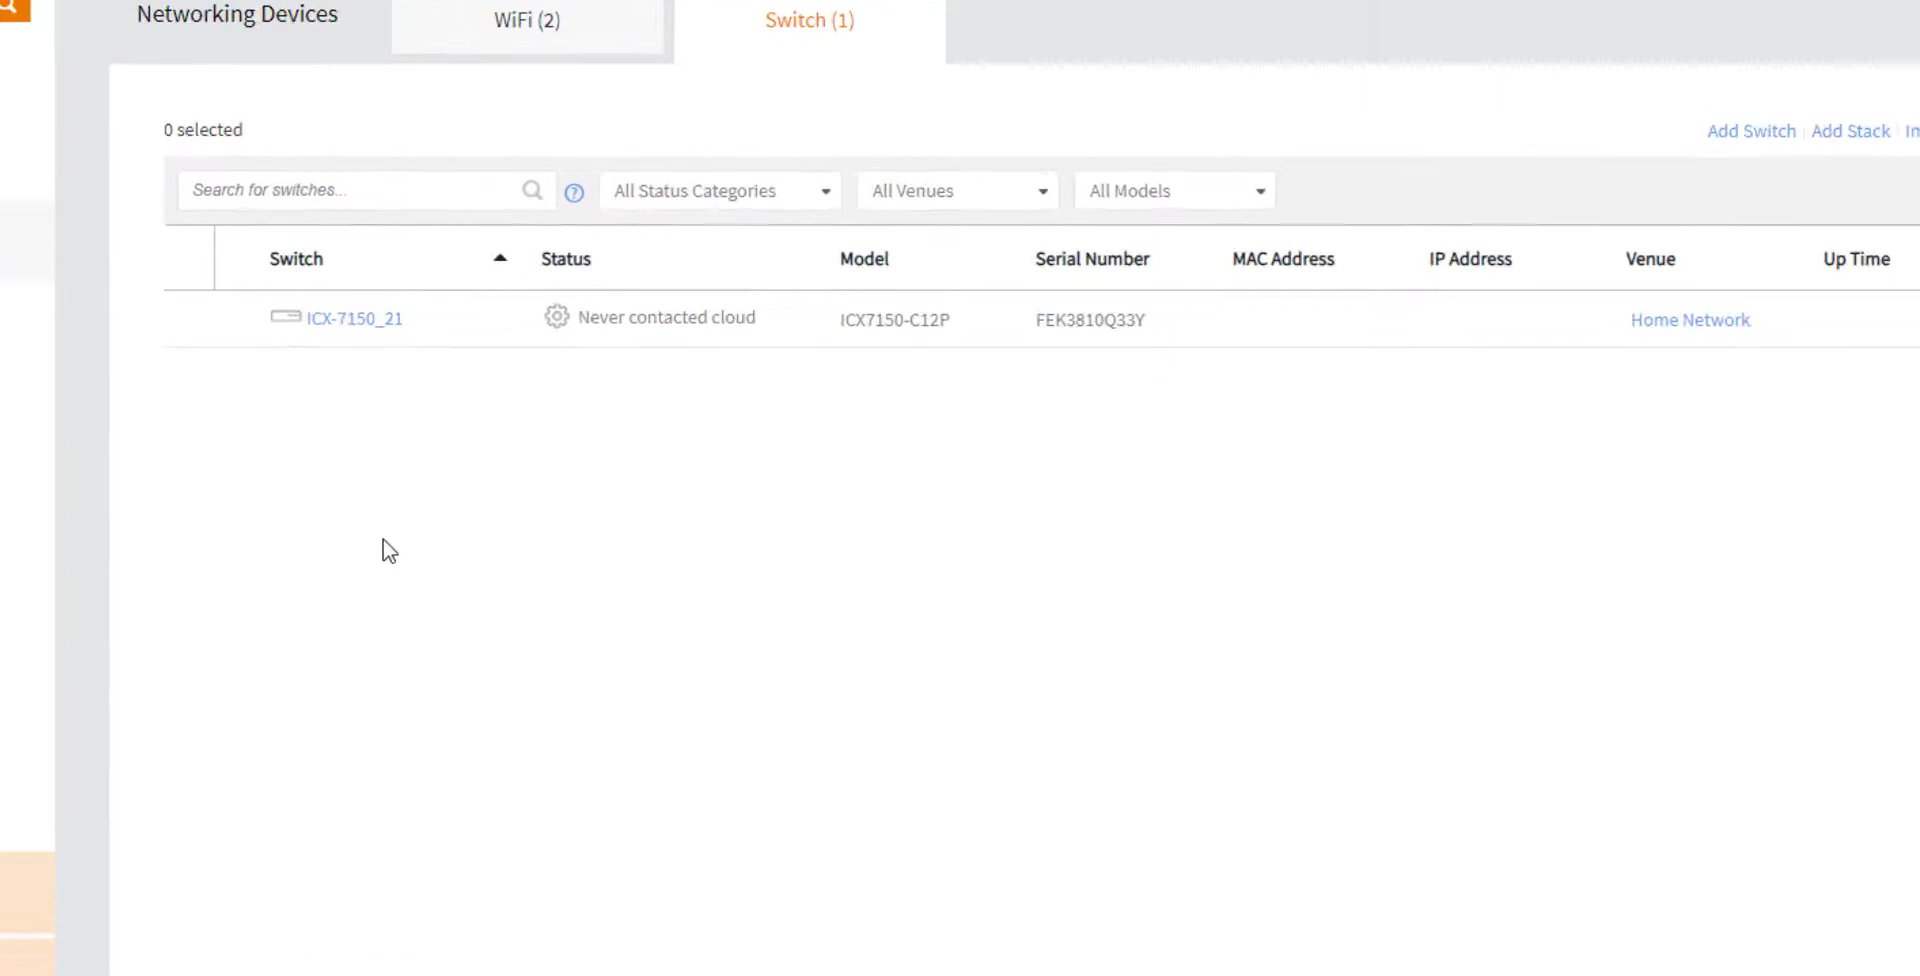 Networking Devices
WiFi (2)
Switch (1)
0 selected
Add Switch
Add Stack
Search for switches...
?
All Status Categories
All Venues
All Models
Switch
Status
Model
Serial Number
MAC Address
IP Address
Venue
Up Time
ICX-7150_21
Never contacted cloud
ICX7150-C12P
FEK3810Q33Y
Home Network